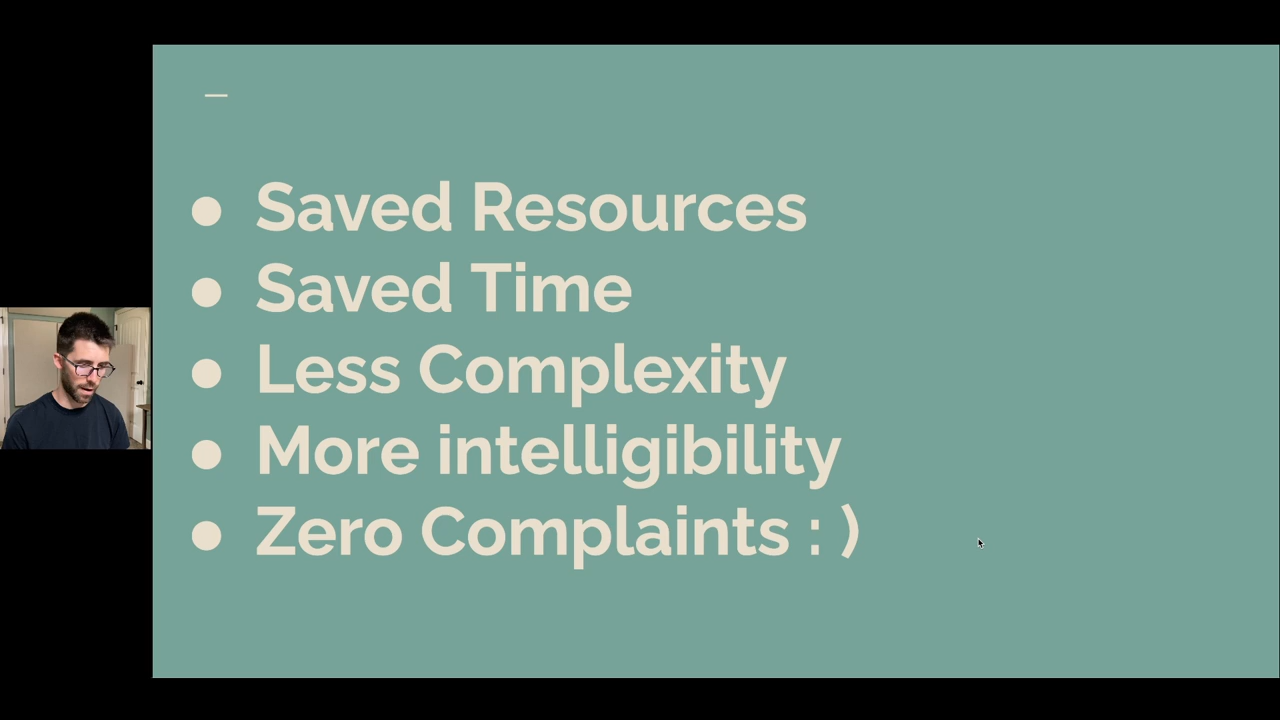 ● Saved Resources
● Saved Time
● Less Complexity
● More intelligibility
● Zero Complaints : )